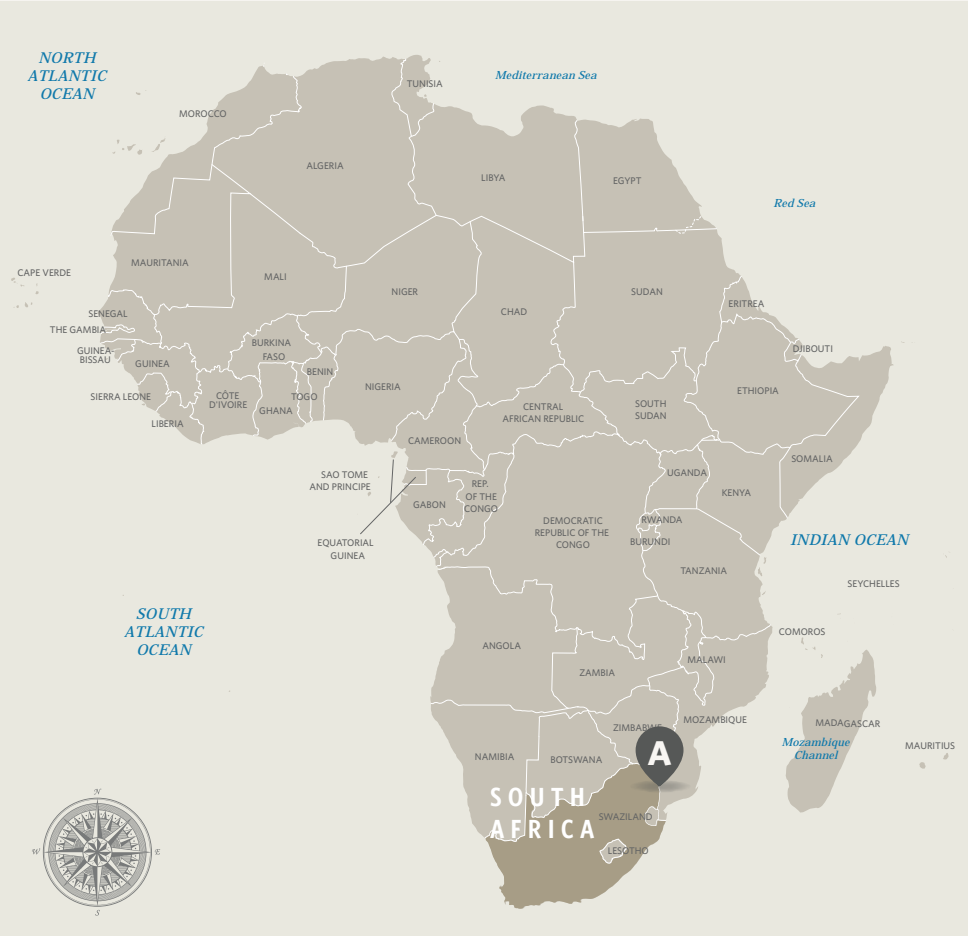 NORTH
ATLANTIC
OCEAN
Mediterranean Sea
TUNISIA
MOROCCO
ALGERIA
LIBYA
EGYPT
Red Sea
MAURITANIA
CAPE VERDE
MALI
NIGER
SUDAN
CHAD
ERITREA
SENEGAL
THE GAMBIA
GUINEA-
BISSAU
GUINEA
BURKINA
FASO
BENIN
DJIBOUTI
NIGERIA
ETHIOPIA
SIERRA LEONE
CÔTE
D'IVOIRE
TOGO
GHANA
LIBERIA
CENTRAL
AFRICAN REPUBLIC
SOUTH
SUDAN
CAMEROON
SOMALIA
SAO TOME
AND PRINCIPE
UGANDA
KENYA
REP.
OF THE
CONGO
GABON
DEMOCRATIC
REPUBLIC OF THE
CONGO
RWANDA
BURUNDI
EQUATORIAL
GUINEA
INDIAN OCEAN
TANZANIA
SEYCHELLES
SOUTH
ATLANTIC
OCEAN
COMOROS
ANGOLA
MALAWI
ZAMBIA
MOZAMBIQUE
MADAGASCAR
ZIMBABWE
Mozambique
Channel
MAURITIUS
NAMIBIA
BOTSWANA
A
SOUTH
AFRICA
SWAZILAND
LESOTHO
N
W
E
S